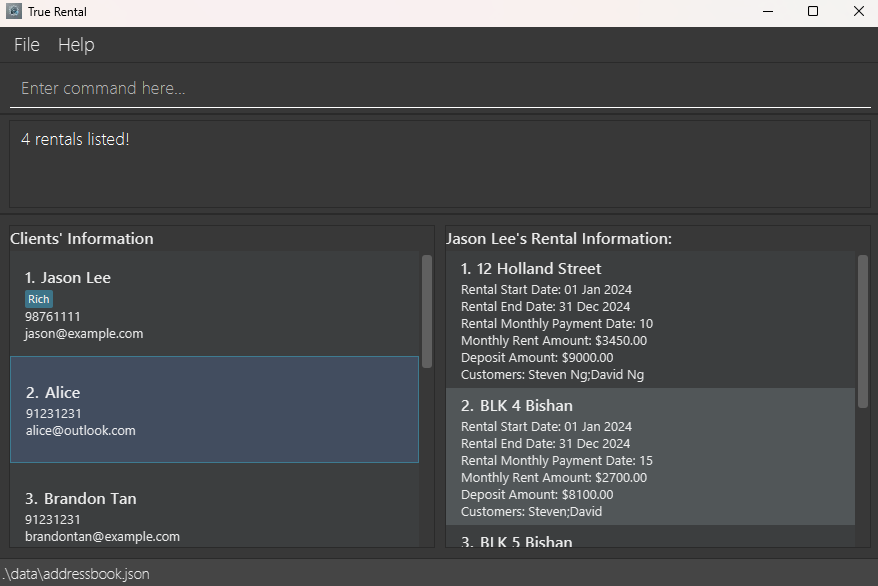 True Rental
File Help
Enter command here...
4 rentals listed!
Clients' Information
1. Jason Lee
Rich
98761111
jason@example.com
2. Alice
91231231
alice@outlook.com
3. Brandon Tan
91231231
brandontan@example.com
Jason Lee's Rental Information:
1. 12 Holland Street
Rental Start Date: 01 Jan 2024
Rental End Date: 31 Dec 2024
Rental Monthly Payment Date: 10
Monthly Rent Amount: $3450.00
Deposit Amount: $9000.00
Customers: Steven Ng;David Ng
2. BLK 4 Bishan
Rental Start Date: 01 Jan 2024
Rental End Date: 31 Dec 2024
Rental Monthly Payment Date: 15
Monthly Rent Amount: $2700.00
Deposit Amount: $8100.00
Customers: Steven;David
3. BLK 5 Bishan
.\data\addressbook.json